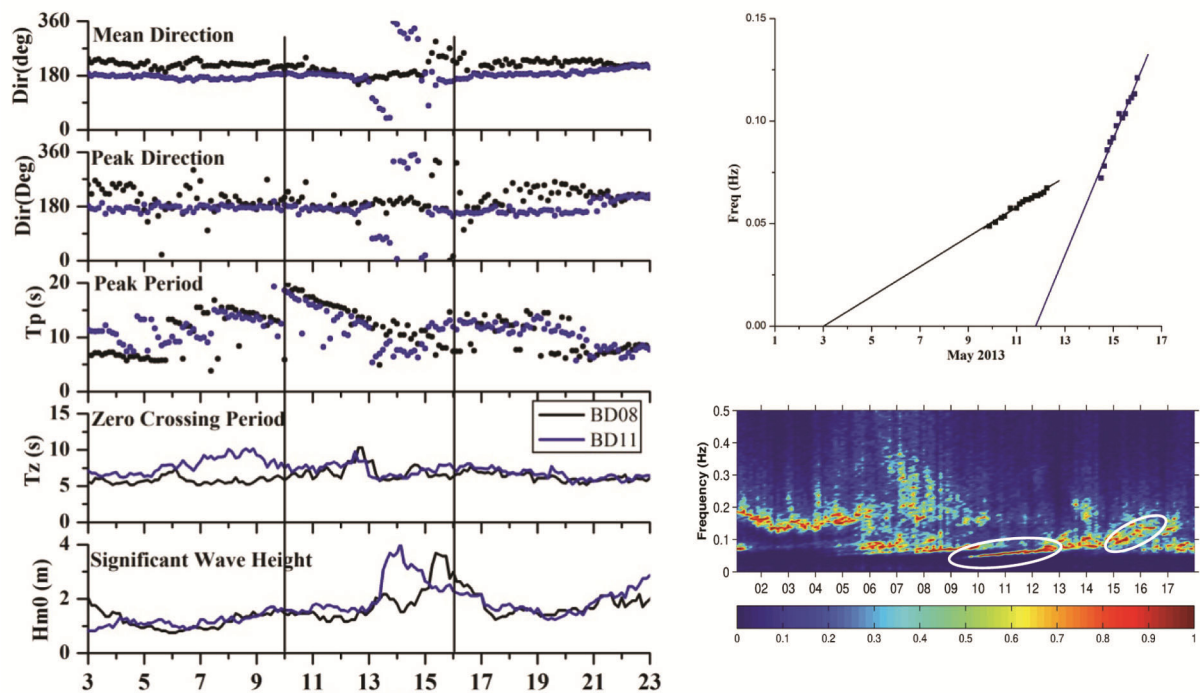 360
180
0
Dir(deg)
Mean Direction
360
180
0
Dir(Deg)
Peak Direction
20
10
0
Tp (s)
Peak Period
15
10
5
0
Tz (s)
Zero Crossing Period
BD08
BD11
4
2
0
Hm0 (m)
Significant Wave Height
3 5 7 9 11 13 15 17 19 21 23
0.15
0.10
0.05
0.00
Freq (Hz)
1 3 5 7 9 11 13 15 17
May 2013
0.5
0.4
0.3
0.2
0.1
0
Frequency (Hz)
02 03 04 05 06 07 08 09 10 11 12 13 14 15 16 17
0 0.1 0.2 0.3 0.4 0.5 0.6 0.7 0.8 0.9 1